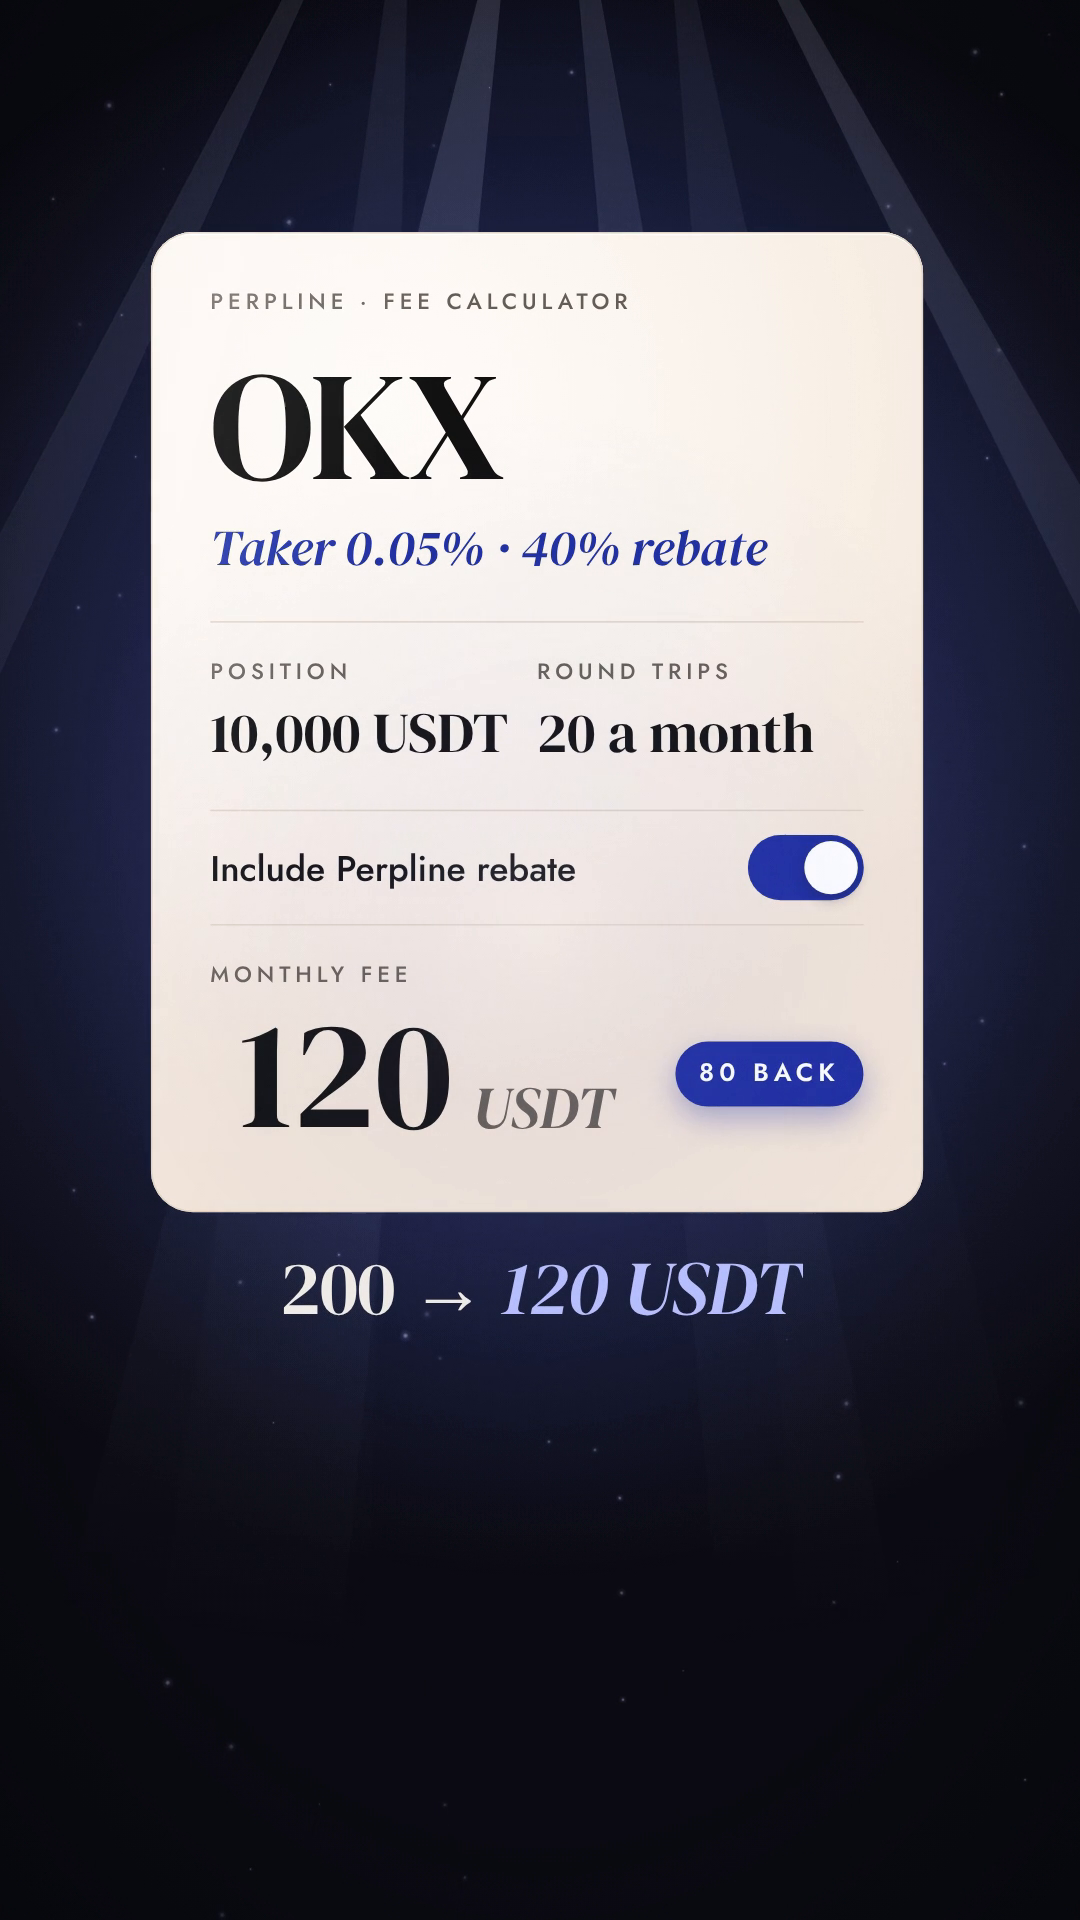 PERPLINE · FEE CALCULATOR
OKX
Taker 0.05% · 40% rebate
POSITION
ROUND TRIPS
10,000 USDT
20 a month
Include Perpline rebate
MONTHLY FEE
120 USDT
80 BACK
200 → 120 USDT